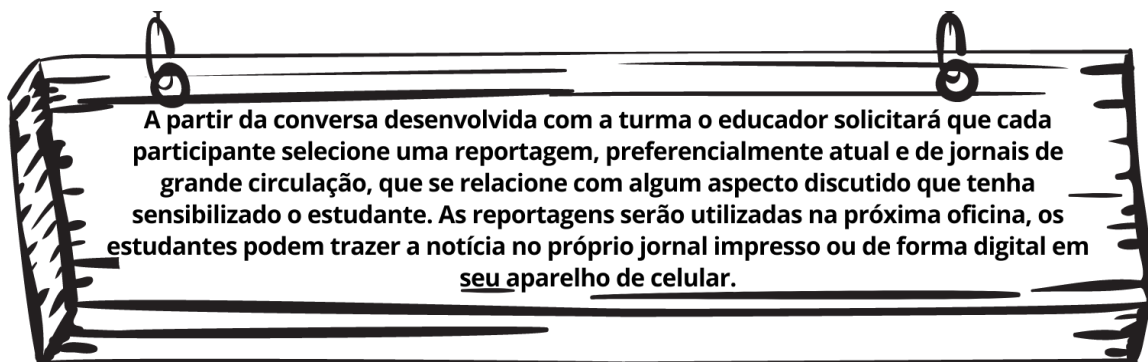 A partir da conversa desenvolvida com a turma o educador solicitará que cada
participante selecione uma reportagem, preferencialmente atual e de jornais de
grande circulação, que se relacione com algum aspecto discutido que tenha
sensibilizado o estudante. As reportagens serão utilizadas na próxima oficina, os
estudantes podem trazer a notícia no próprio jornal impresso ou de forma digital em
seu aparelho de celular.